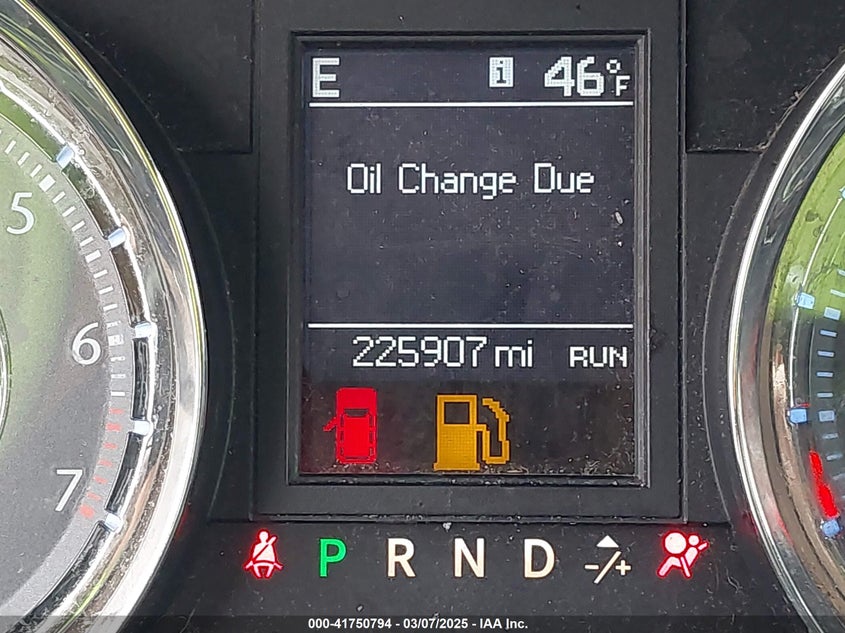 E i 46°F
Oil Change Due
225907 mi RUN
5
6
7
P R N D -/+
000-41750794 - 03/07/2025 - IAA Inc.